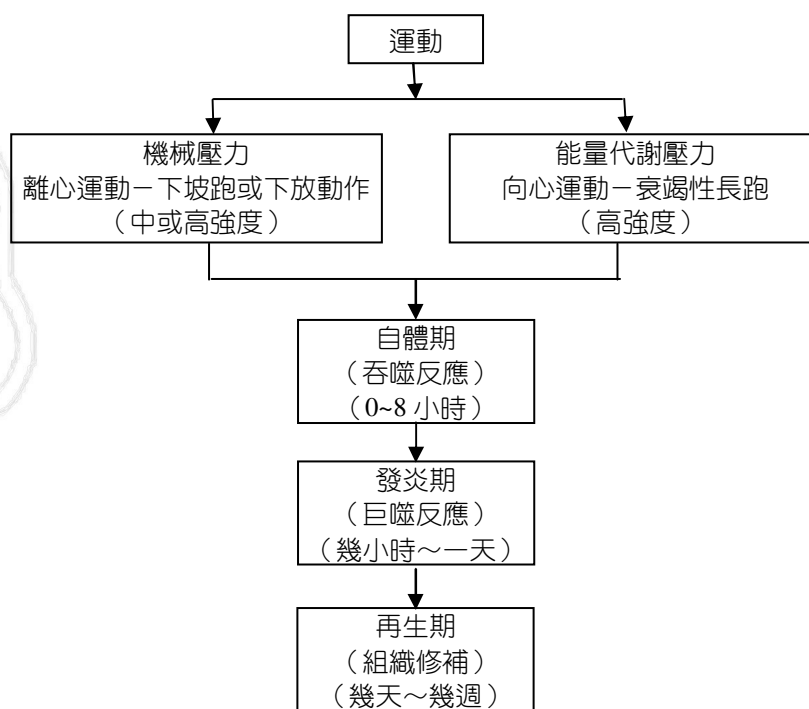 運動
機械壓力
離心運動－下坡跑或下放動作
（中或高強度）
能量代謝壓力
向心運動－衰竭性長跑
（高強度）
自體期
（吞噬反應）
（0~8 小時）
發炎期
（巨噬反應）
（幾小時～一天）
再生期
（組織修補）
（幾天～幾週）